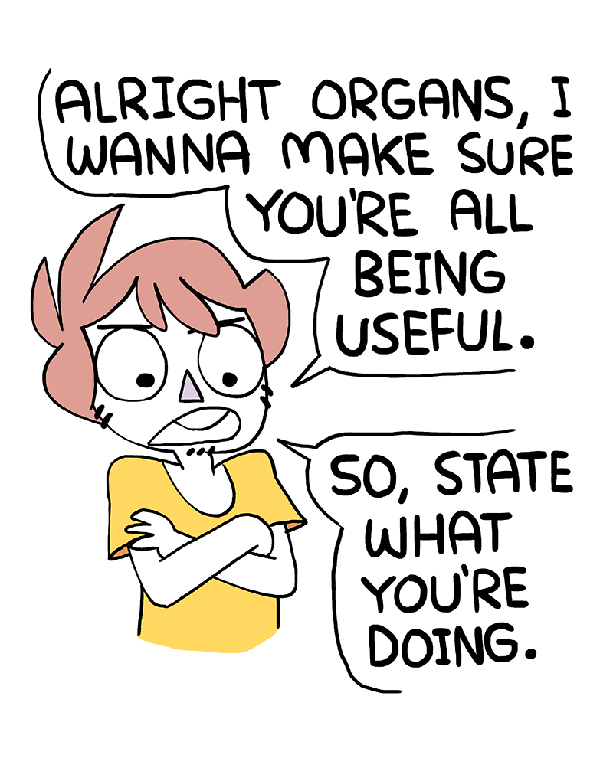 ALRIGHT ORGANS, I
WANNA MAKE SURE
YOU'RE ALL
BEING
USEFUL.
SO, STATE
WHAT
YOU'RE
DOING.